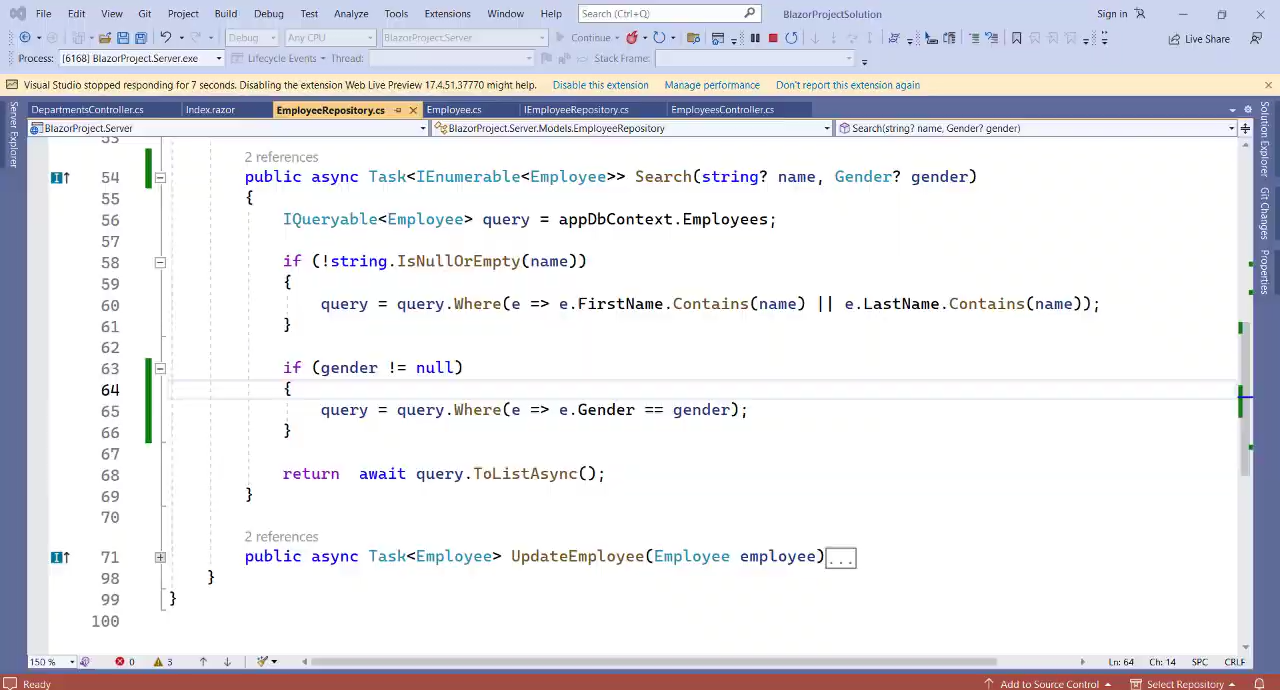 File Edit View Git Project Build Debug Test Analyze Tools Extensions Window Help Search (Ctrl+Q) BlazorProjectSolution Sign in
Debug Any CPU BlazorProject.Server Continue Live Share
Process: [6168] BlazorProject.Server.exe Lifecycle Events Thread: Stack Frame:
Visual Studio stopped responding for 7 seconds. Disabling the extension Web Live Preview 17.4.51.37770 might help. Disable this extension Manage performance Don't report this extension again
DepartmentsController.cs Index.razor EmployeeRepository.cs Employee.cs IEmployeeRepository.cs EmployeesController.cs
BlazorProject.Server BlazorProject.Server.Models.EmployeeRepository Search(string? name, Gender? gender)
Server Explorer
Solution Explorer
Git Changes
Properties
53
2 references
54 public async Task<IEnumerable<Employee>> Search(string? name, Gender? gender)
55 {
56 IQueryable<Employee> query = appDbContext.Employees;
57
58 if (!string.IsNullOrEmpty(name))
59 {
60 query = query.Where(e => e.FirstName.Contains(name) || e.LastName.Contains(name));
61 }
62
63 if (gender != null)
64 {
65 query = query.Where(e => e.Gender == gender);
66 }
67
68 return  await query.ToListAsync();
69 }
70
2 references
71 public async Task<Employee> UpdateEmployee(Employee employee)...
98 }
99 }
100
150 % 0 3 Ln: 64 Ch: 14 SPC CRLF
Ready Add to Source Control Select Repository